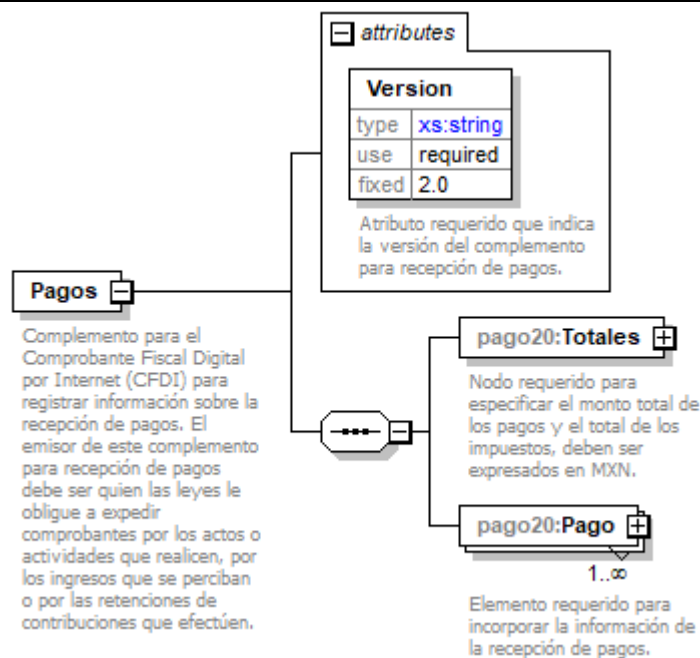 attributes
Version
type xs:string
use required
fixed 2.0
Atributo requerido que indica
la versión del complemento
para recepción de pagos.
Pagos
Complemento para el
Comprobante Fiscal Digital
por Internet (CFDI) para
registrar información sobre la
recepción de pagos. El
emisor de este complemento
para recepción de pagos
debe ser quien las leyes le
obligue a expedir
comprobantes por los actos o
actividades que realicen, por
los ingresos que se perciban
o por las retenciones de
contribuciones que efectúen.
pago20:Totales
Nodo requerido para
especificar el monto total de
los pagos y el total de los
impuestos, deben ser
expresados en MXN.
pago20:Pago
1..∞
Elemento requerido para
incorporar la información de
la recepción de pagos.